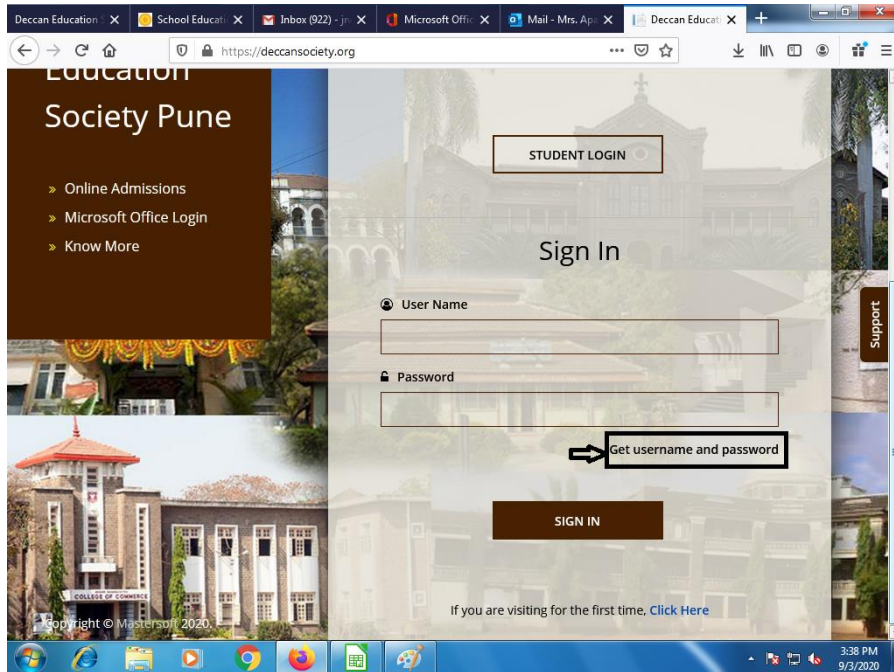 Deccan Education S
School Educati
Inbox (922) - jn
Microsoft Offic
Mail - Mrs. Apa
Deccan Educati
https://deccansociety.org
Education
Society Pune
» Online Admissions
» Microsoft Office Login
» Know More
STUDENT LOGIN
Sign In
User Name
Password
Get username and password
SIGN IN
If you are visiting for the first time, Click Here
Support
COLLEGE OF COMMERCE
Copyright © Mastersoft 2020.
3:38 PM
9/3/2020